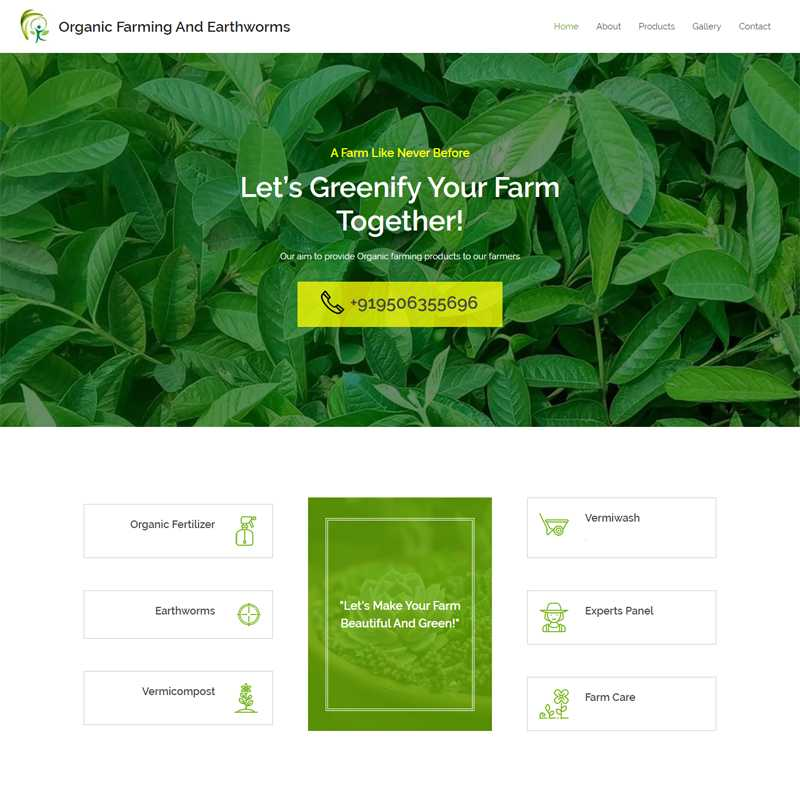 Organic Farming And Earthworms
Home About Products Gallery Contact
A Farm Like Never Before
Let's Greenify Your Farm
Together!
Our aim to provide Organic farming products to our farmers
+919506355696
Organic Fertilizer
Earthworms
Vermicompost
"Let's Make Your Farm
Beautiful And Green!"
Vermiwash
Experts Panel
Farm Care